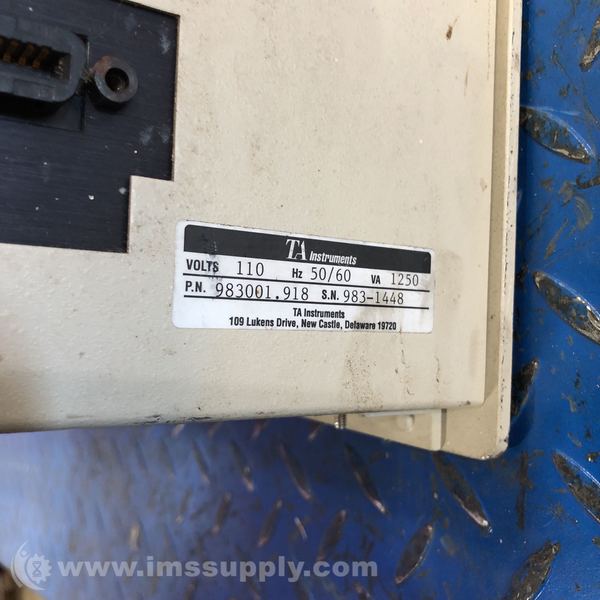 TA Instruments
VOLTS 110 Hz 50/60 VA 1250
P.N. 983001.918 S.N. 983-1448
TA Instruments
109 Lukens Drive, New Castle, Delaware 19720
www.imssupply.com